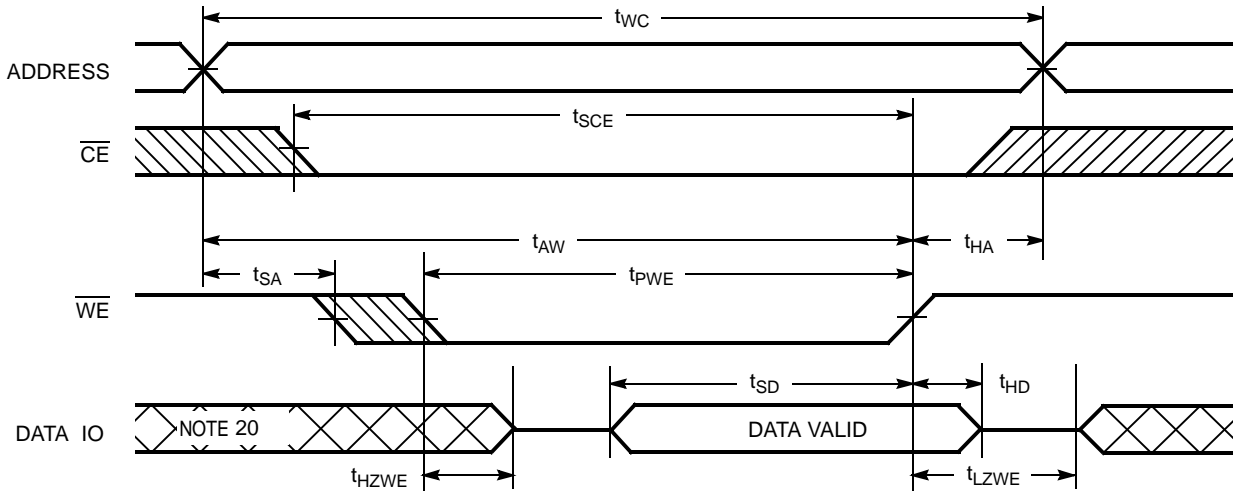 tWC
ADDRESS
tSCE
CE
tAW
tHA
tSA
tPWE
WE
tSD
tHD
DATA IO
NOTE 20
DATA VALID
tHZWE
tLZWE